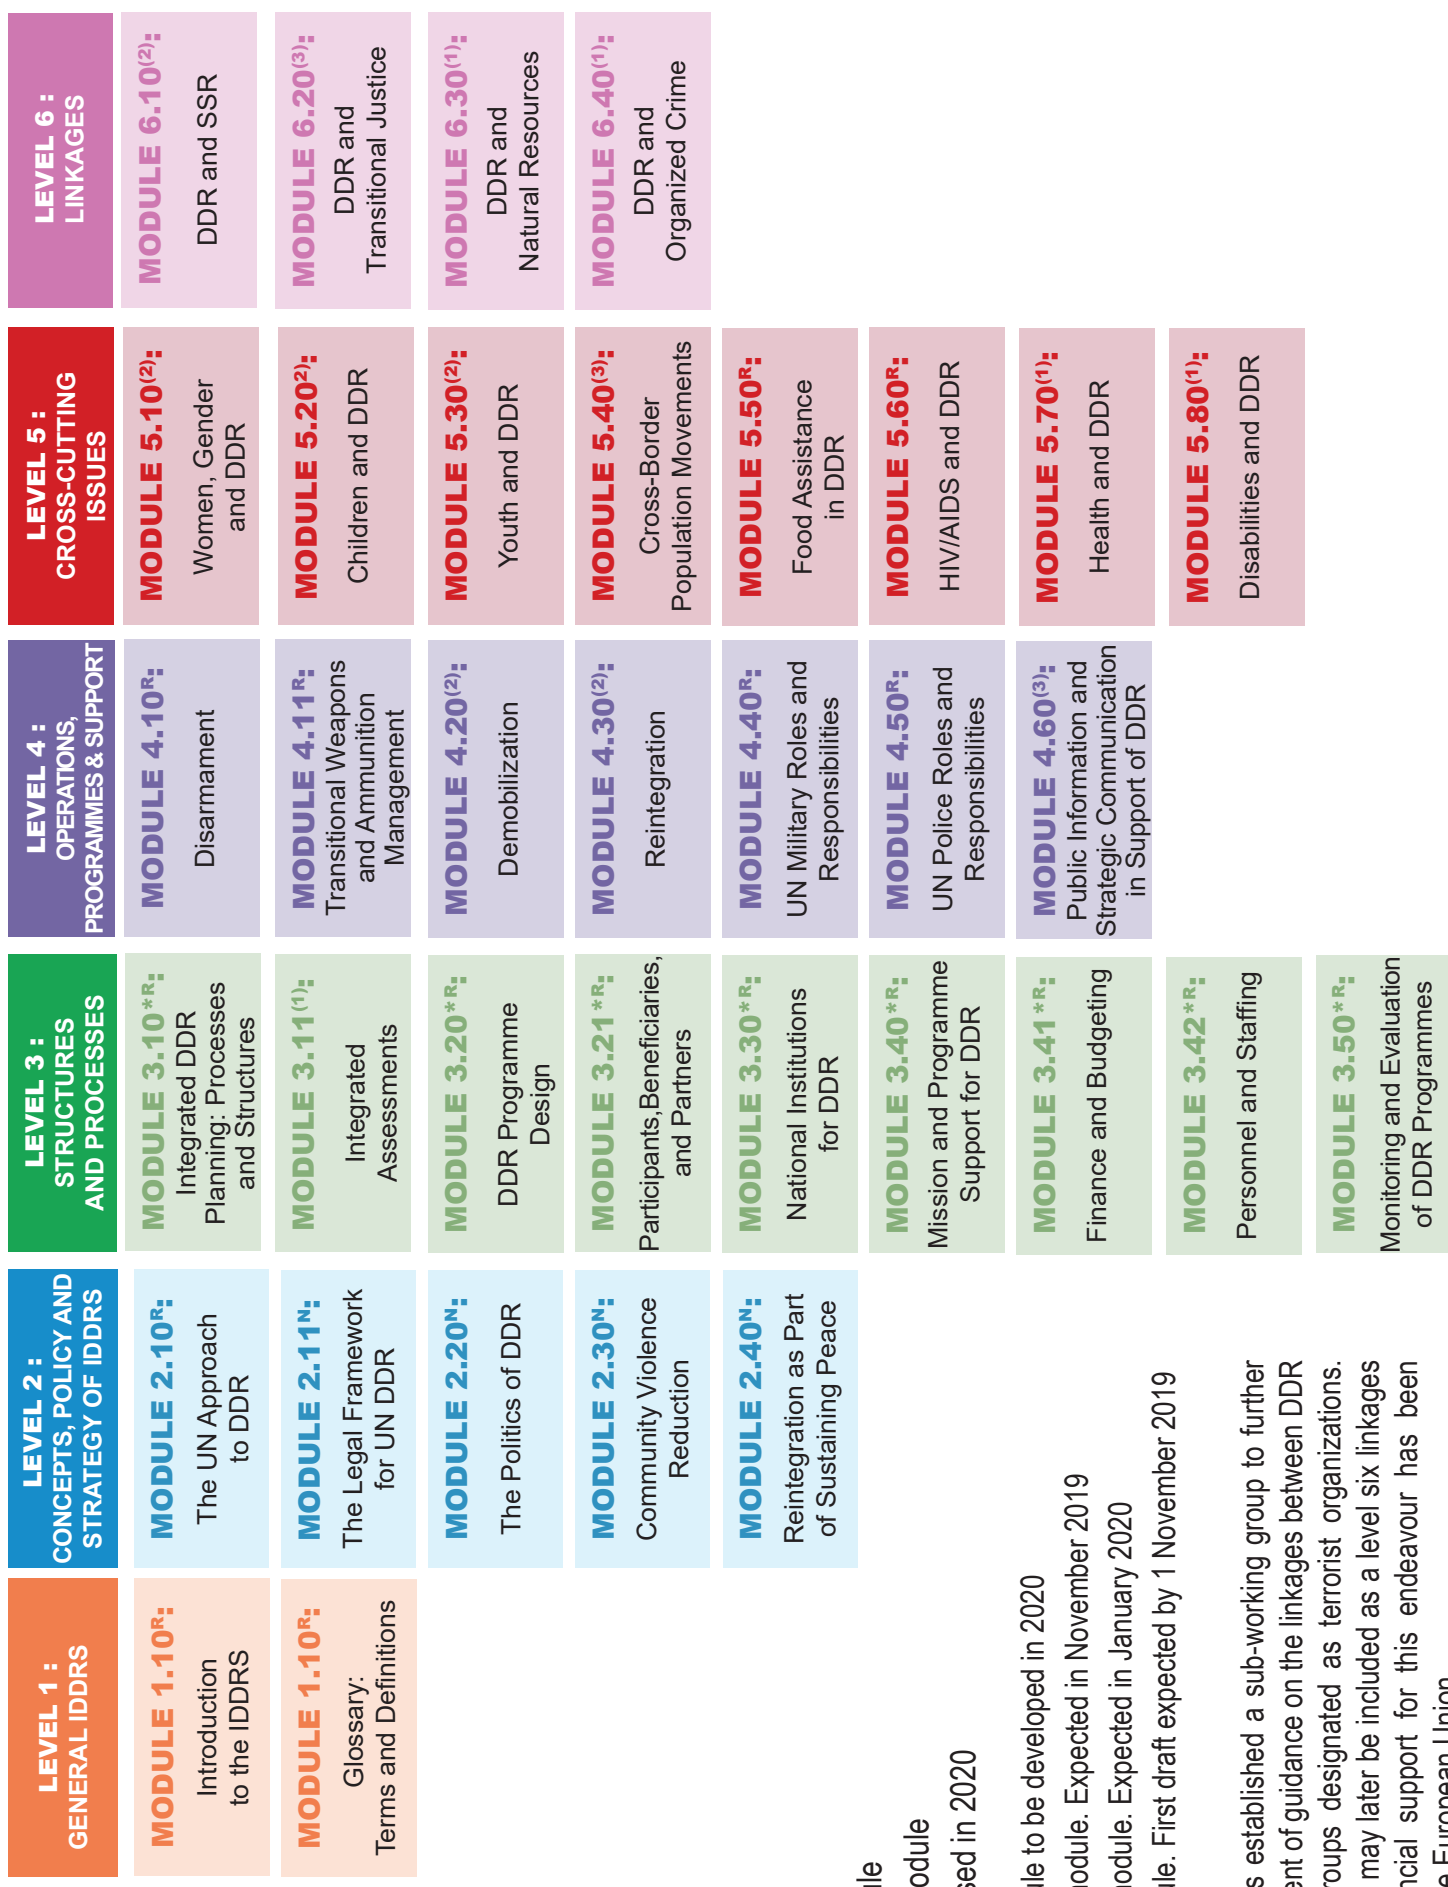 LEVEL 1 :
GENERAL IDDRS
MODULE 1.10ᴿ:
Introduction
to the IDDRS
MODULE 1.10ᴿ:
Glossary:
Terms and Definitions
LEVEL 2 :
CONCEPTS, POLICY AND
STRATEGY OF IDDRS
MODULE 2.10ᴿ:
The UN Approach
to DDR
MODULE 2.11ᴺ:
The Legal Framework
for UN DDR
MODULE 2.20ᴺ:
The Politics of DDR
MODULE 2.30ᴺ:
Community Violence
Reduction
MODULE 2.40ᴺ:
Reintegration as Part
of Sustaining Peace
LEVEL 3 :
STRUCTURES
AND PROCESSES
MODULE 3.10*ᴿ:
Integrated DDR
Planning: Processes
and Structures
MODULE 3.11⁽¹⁾:
Integrated
Assessments
MODULE 3.20*ᴿ:
DDR Programme
Design
MODULE 3.21*ᴿ:
Participants,Beneficiaries,
and Partners
MODULE 3.30*ᴿ:
National Institutions
for DDR
MODULE 3.40*ᴿ:
Mission and Programme
Support for DDR
MODULE 3.41*ᴿ:
Finance and Budgeting
MODULE 3.42*ᴿ:
Personnel and Staffing
MODULE 3.50*ᴿ:
Monitoring and Evaluation
of DDR Programmes
LEVEL 4 :
OPERATIONS,
PROGRAMMES & SUPPORT
MODULE 4.10ᴿ:
Disarmament
MODULE 4.11ᴿ:
Transitional Weapons
and Ammunition
Management
MODULE 4.20⁽²⁾:
Demobilization
MODULE 4.30⁽²⁾:
Reintegration
MODULE 4.40ᴿ:
UN Military Roles and
Responsibilities
MODULE 4.50ᴿ:
UN Police Roles and
Responsibilities
MODULE 4.60⁽³⁾:
Public Information and
Strategic Communication
in Support of DDR
LEVEL 5 :
CROSS-CUTTING
ISSUES
MODULE 5.10⁽²⁾:
Women, Gender
and DDR
MODULE 5.20²⁾:
Children and DDR
MODULE 5.30⁽²⁾:
Youth and DDR
MODULE 5.40⁽³⁾:
Cross-Border
Population Movements
MODULE 5.50ᴿ:
Food Assistance
in DDR
MODULE 5.60ᴿ:
HIV/AIDS and DDR
MODULE 5.70⁽¹⁾:
Health and DDR
MODULE 5.80⁽¹⁾:
Disabilities and DDR
LEVEL 6 :
LINKAGES
MODULE 6.10⁽²⁾:
DDR and SSR
MODULE 6.20⁽³⁾:
DDR and
Transitional Justice
MODULE 6.30⁽¹⁾:
DDR and
Natural Resources
MODULE 6.40⁽¹⁾:
DDR and
Organized Crime
in 2020
to be developed in 2020
Expected in November 2019
Expected in January 2020
First draft expected by 1 November 2019
established a sub-working group to further
of guidance on the linkages between DDR
designated as terrorist organizations.
may later be included as a level six linkages
support for this endeavour has been
European Union